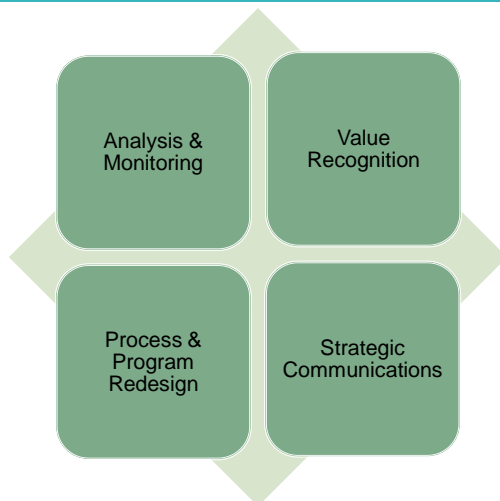 Analysis &
Monitoring
Value
Recognition
Process &
Program
Redesign
Strategic
Communications